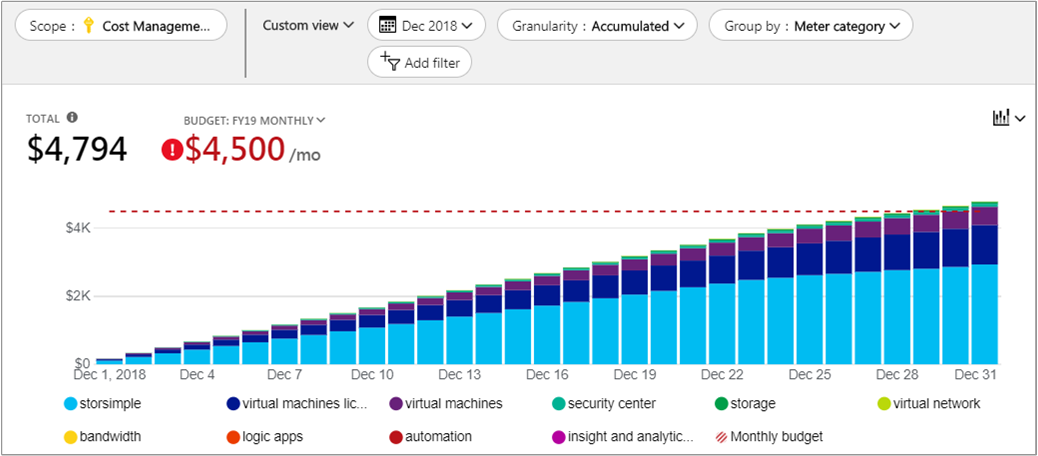 Scope : Cost Manageme...
Custom view
Dec 2018
Granularity : Accumulated
Group by : Meter category
Add filter
TOTAL
BUDGET: FY19 MONTHLY
$4,794
$4,500 /mo
$4K
$2K
$0
Dec 1, 2018 Dec 4 Dec 7 Dec 10 Dec 13 Dec 16 Dec 19 Dec 22 Dec 25 Dec 28 Dec 31
storsimple virtual machines lic... virtual machines security center storage virtual network
bandwidth logic apps automation insight and analytic... Monthly budget